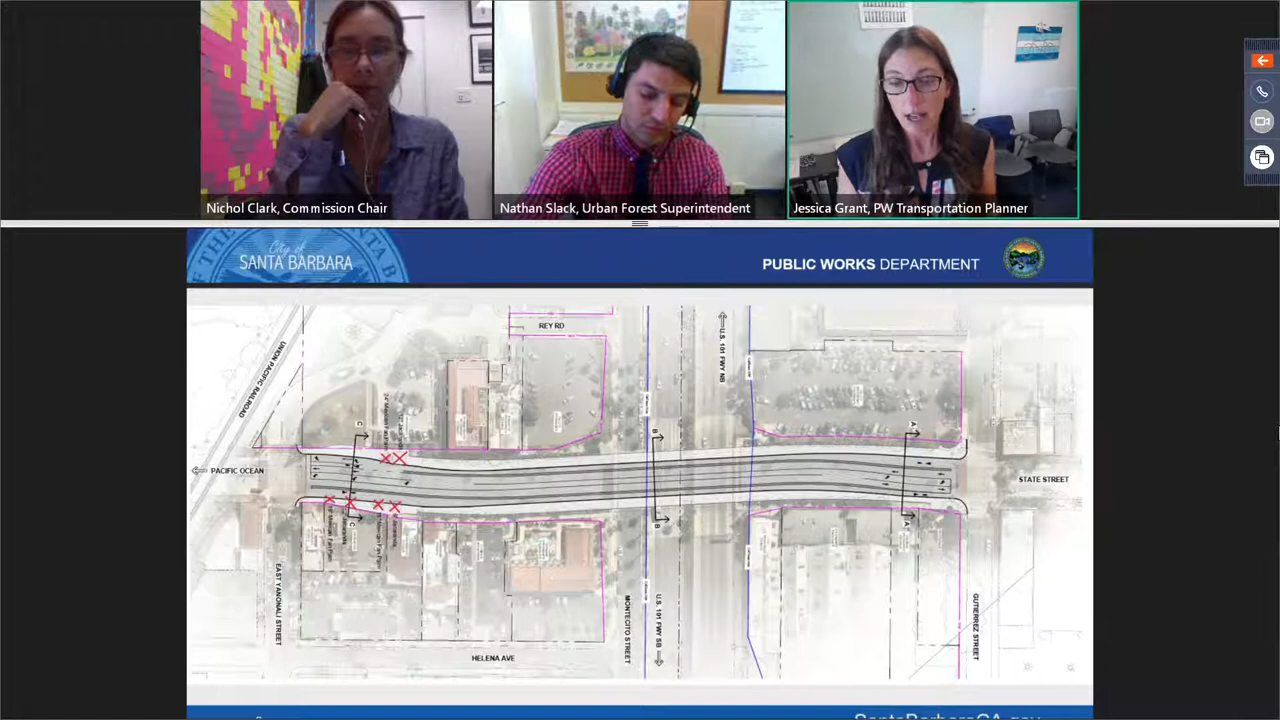 Nichol Clark, Commission Chair
Nathan Slack, Urban Forest Superintendent
Jessica Grant, PW Transportation Planner
City of
SANTA BARBARA
PUBLIC WORKS DEPARTMENT
REY RD
UNION PACIFIC RAILROAD
U.S. 101 FWY NB
C
B
A
PACIFIC OCEAN
STATE STREET
C
B
A
EAST YANONALI STREET
MONTECITO STREET
U.S. 101 FWY SB
GUTIERREZ STREET
HELENA AVE
SantaBarbaraCA.gov